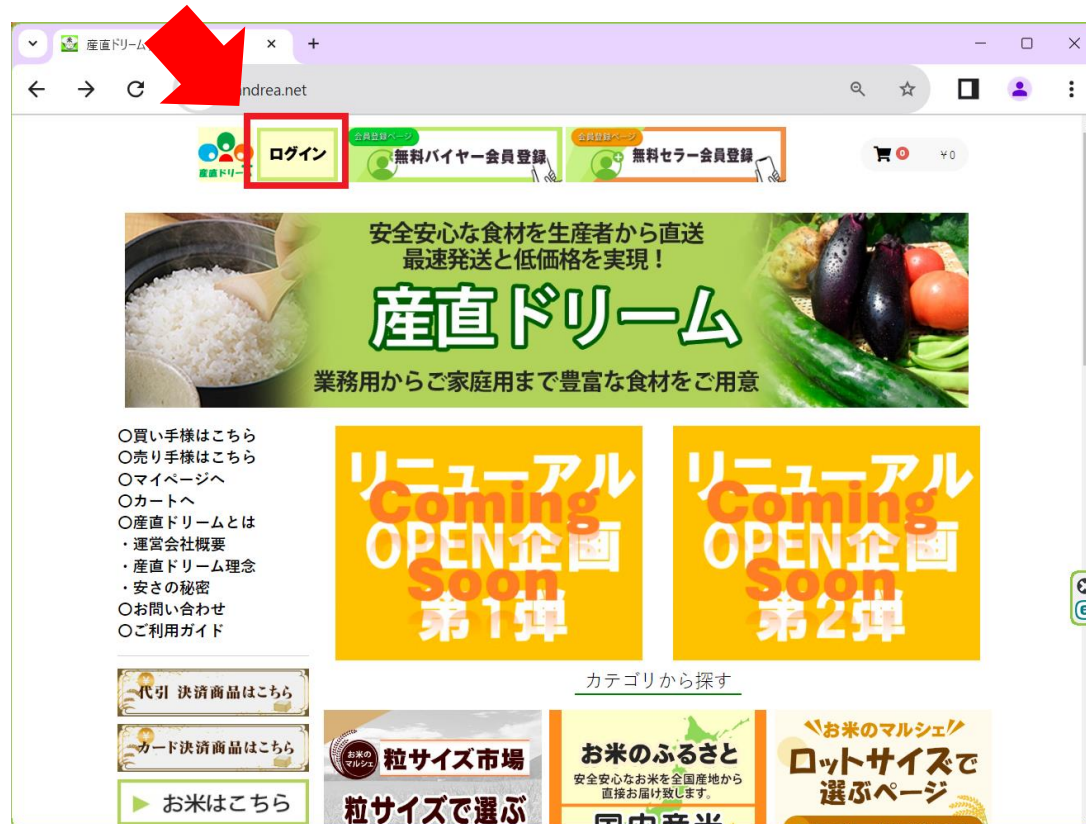 産直ドリーム
ndrea.net
ログイン
会員登録ページ
無料バイヤー会員登録
会員登録ページ
無料セラー会員登録
0
￥0
安全安心な食材を生産者から直送
最速発送と低価格を実現！
産直ドリーム
業務用からご家庭用まで豊富な食材をご用意
〇買い手様はこちら
〇売り手様はこちら
〇マイページへ
〇カートへ
〇産直ドリームとは
・運営会社概要
・産直ドリーム理念
・安さの秘密
〇お問い合わせ
〇ご利用ガイド
リニューアル
Coming
OPEN企画
Soon
第1弾
リニューアル
Coming
OPEN企画
Soon
第2弾
カテゴリから探す
代引 決済商品はこちら
カード決済商品はこちら
お米はこちら
お米の
マルシェ
粒サイズ市場
粒サイズで選ぶ
お米のふるさと
安全安心なお米を全国産地から
直接お届け致します。
国内産米
お米のマルシェ
ロットサイズで
選ぶページ